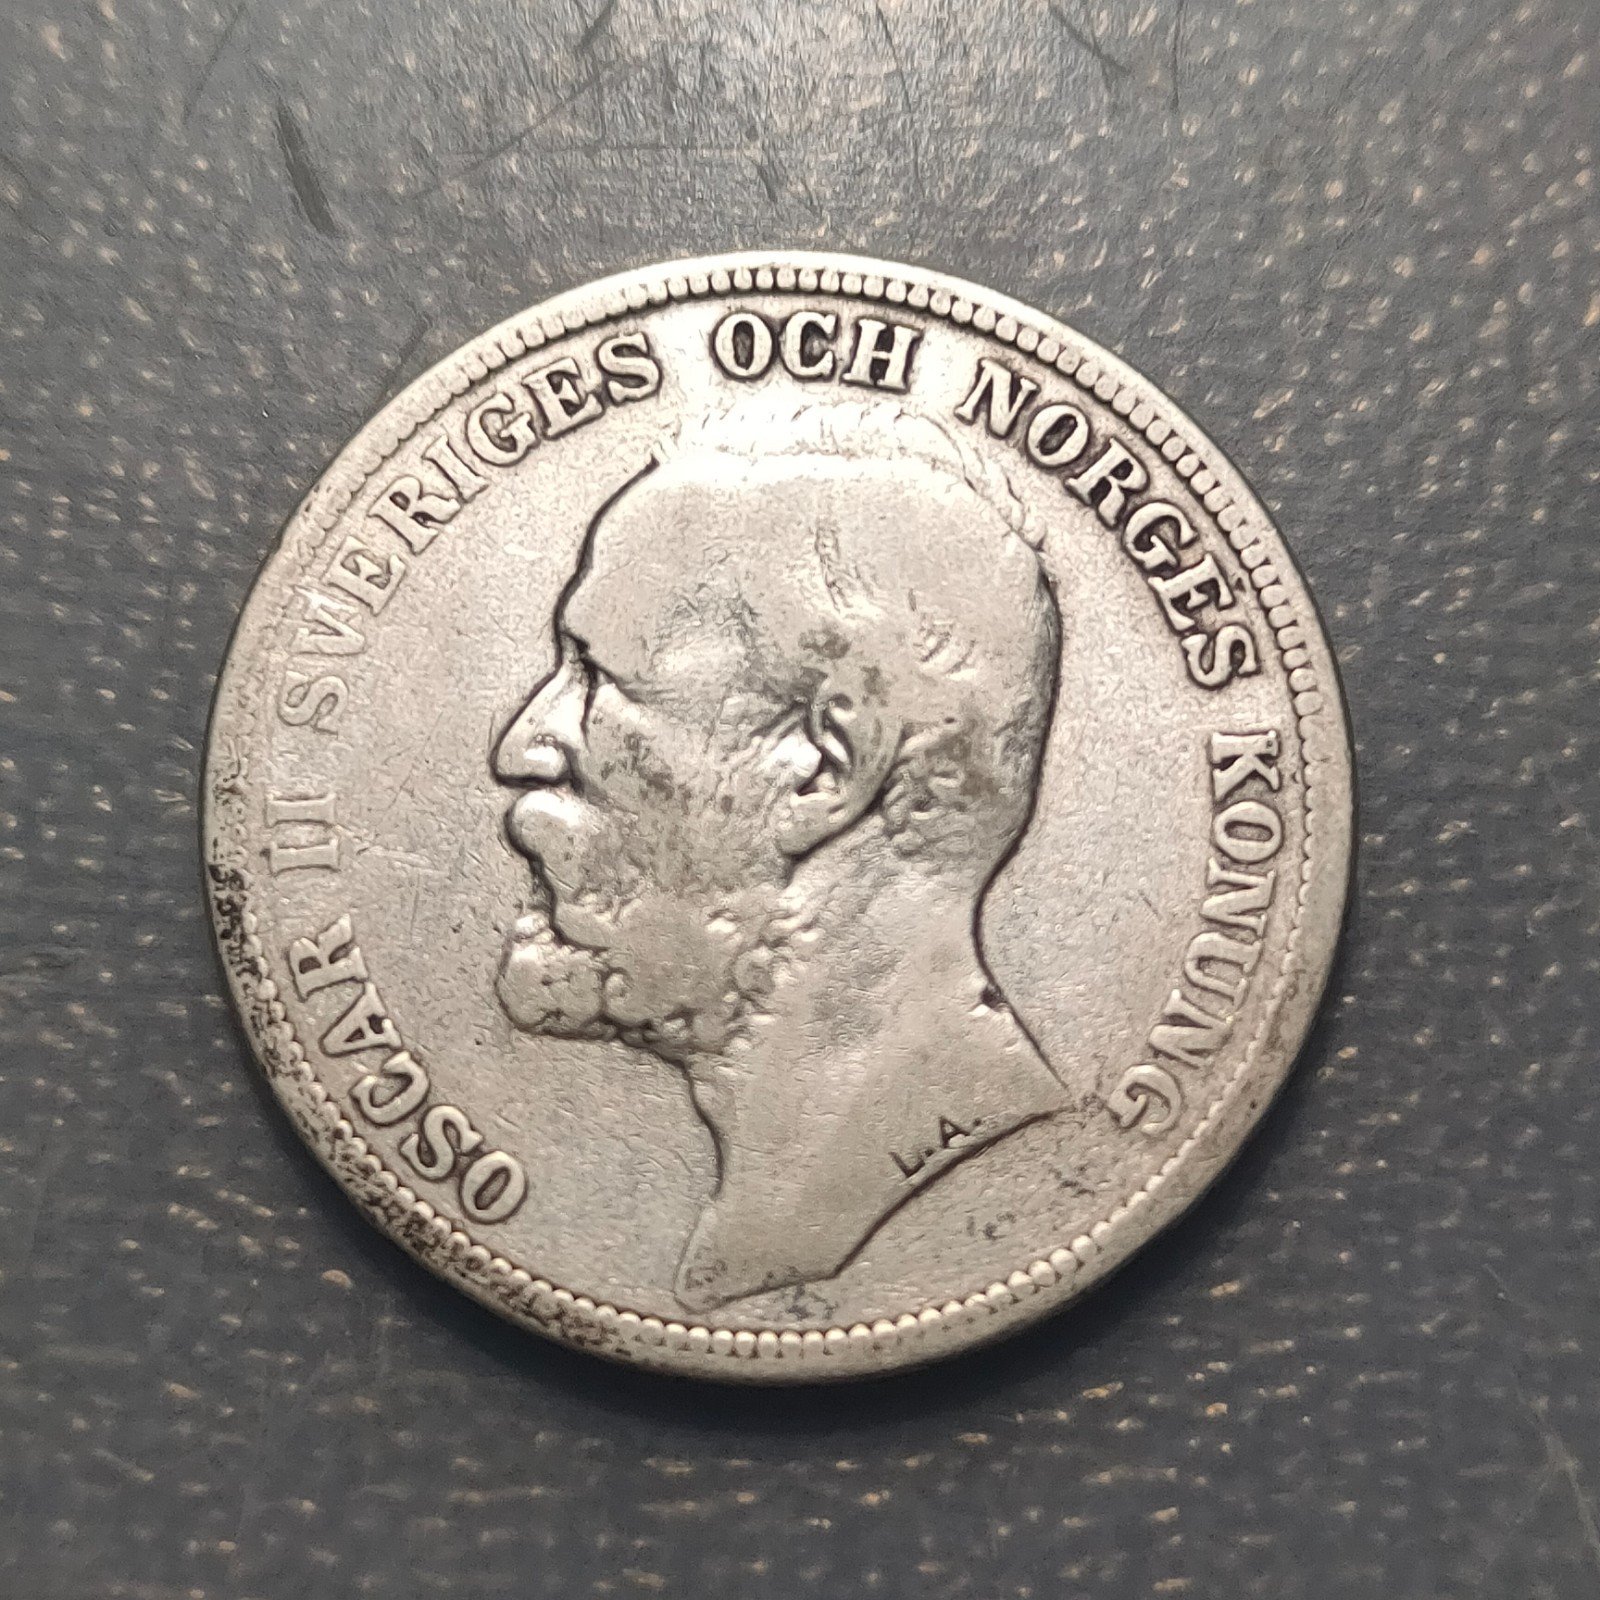 OSCAR II SVERIGES OCH NORGES KONUNG
L.A.